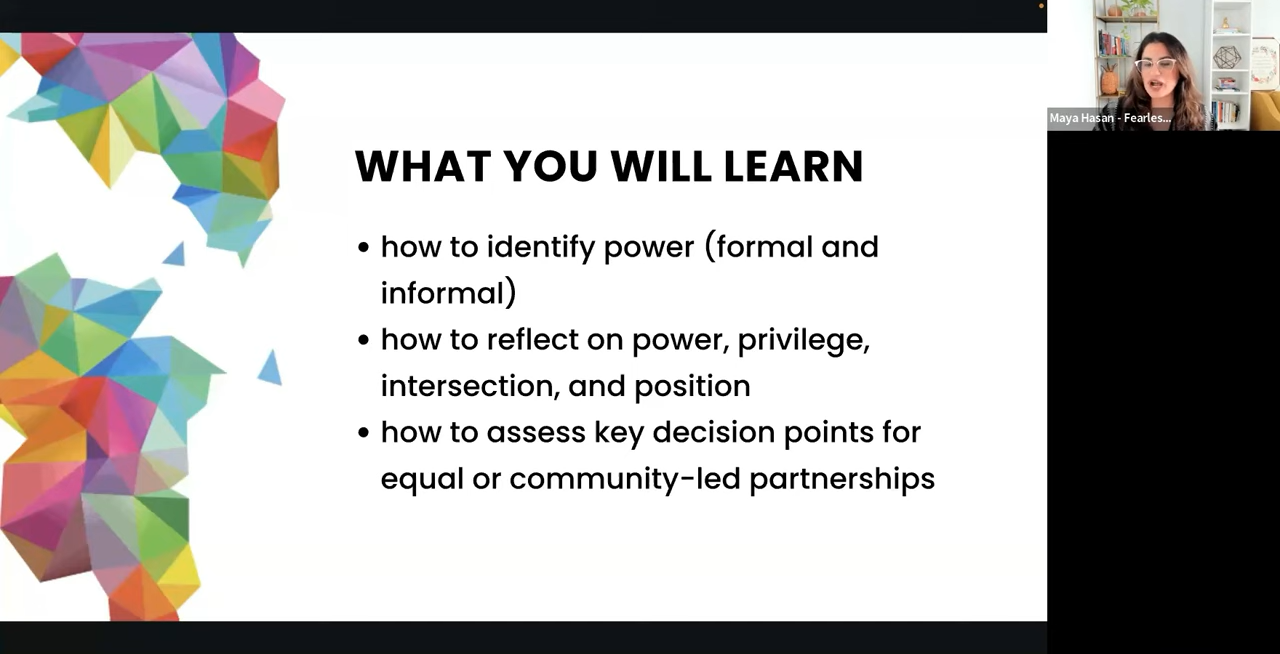 WHAT YOU WILL LEARN
• how to identify power (formal and
informal)
• how to reflect on power, privilege,
intersection, and position
• how to assess key decision points for
equal or community-led partnerships
Maya Hasan - Fearles...